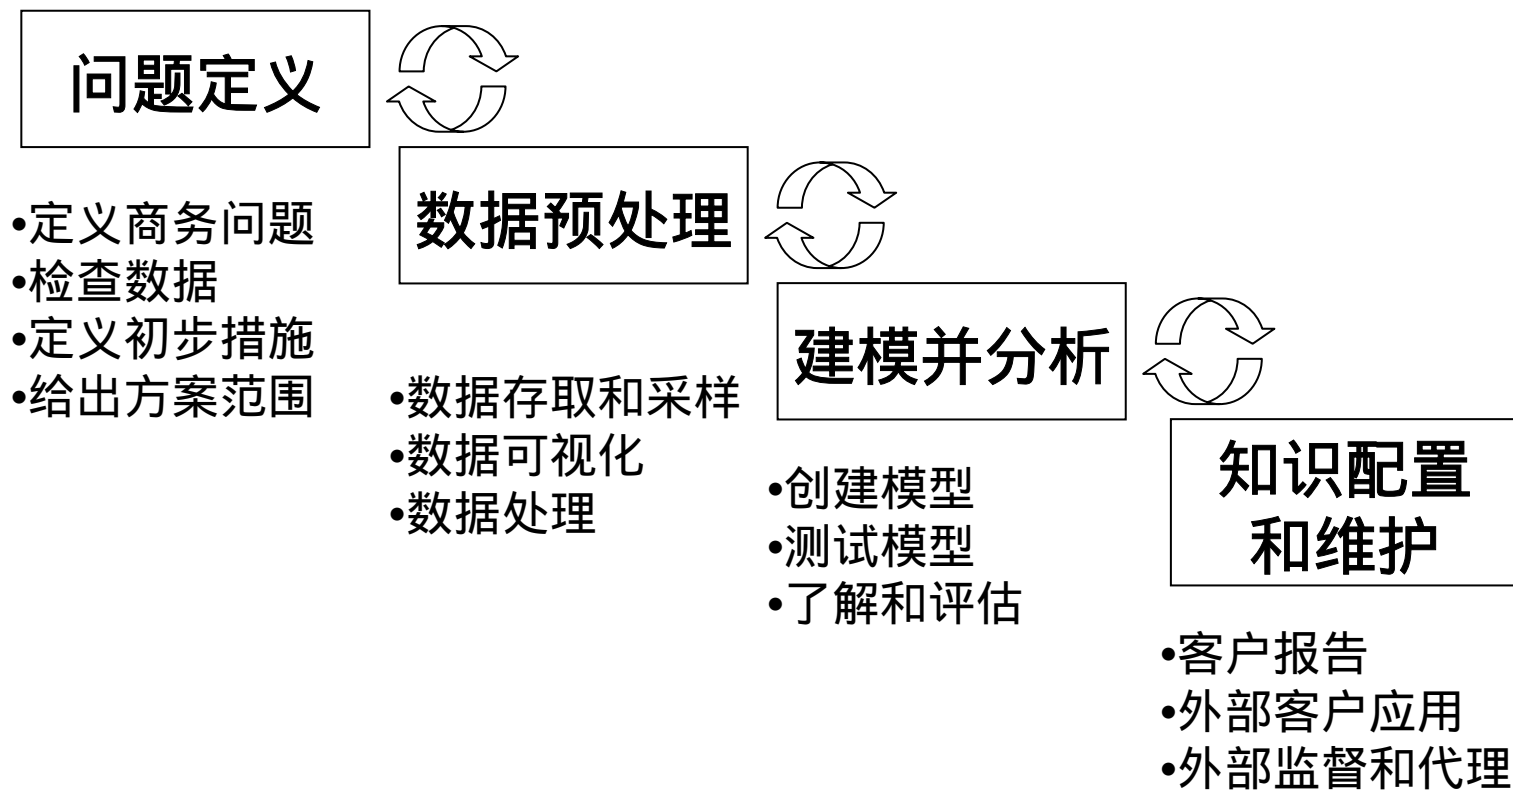 问题定义
•定义商务问题
•检查数据
•定义初步措施
•给出方案范围
数据预处理
•数据存取和采样
•数据可视化
•数据处理
建模并分析
•创建模型
•测试模型
•了解和评估
知识配置
和维护
•客户报告
•外部客户应用
•外部监督和代理